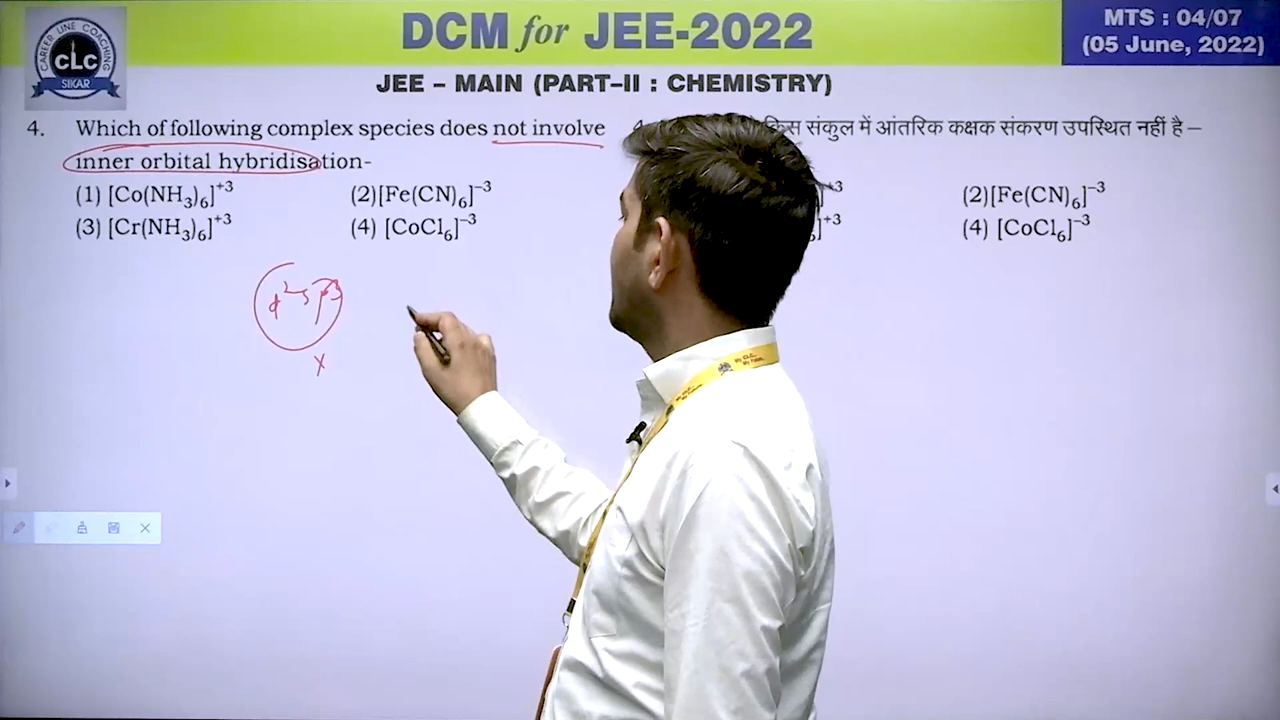 DCM for JEE-2022
MTS : 04/07
(05 June, 2022)
CAREER LINE COACHING
CLC
SIKAR
JEE – MAIN (PART–II : CHEMISTRY)
4. Which of following complex species does not involve
inner orbital hybridisation-
(1) [Co(NH₃)₆]⁺³ (2)[Fe(CN)₆]⁻³
(3) [Cr(NH₃)₆]⁺³ (4) [CoCl₆]⁻³
किस संकुल में आंतरिक कक्षक संकरण उपस्थित नहीं है –
(2)[Fe(CN)₆]⁻³
(4) [CoCl₆]⁻³
d²sp³
x